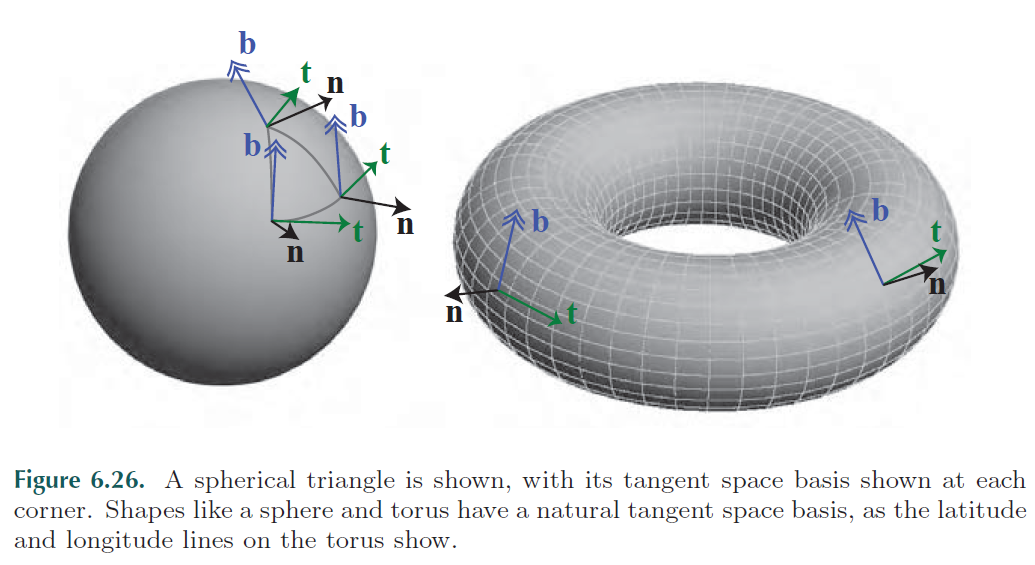 b
t
n
b
b
t
n
t
n
b
b
t
n
n
t
Figure 6.26. A spherical triangle is shown, with its tangent space basis shown at each
corner. Shapes like a sphere and torus have a natural tangent space basis, as the latitude
and longitude lines on the torus show.